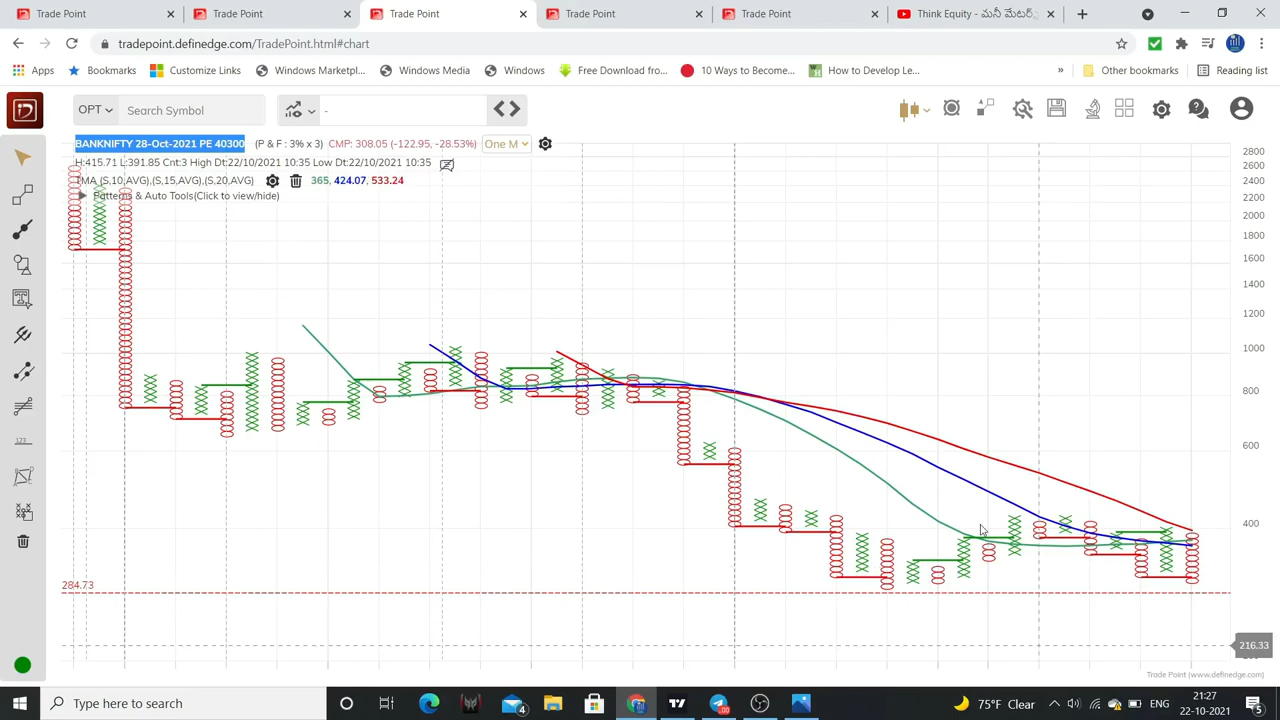 Trade Point
Trade Point
Trade Point
Trade Point
Trade Point
Think Equity - మనీ మేటర్స్
tradepoint.definedge.com/TradePoint.html#chart
Apps
Bookmarks
Customize Links
Windows Marketpl...
Windows Media
Windows
Free Download fro...
10 Ways to Become...
How to Develop Le...
»
Other bookmarks
Reading list
OPT
Search Symbol
-
BANKNIFTY 28-Oct-2021 PE 40300 (P & F : 3% x 3) CMP: 308.05 (-122.95, -28.53%) One M
H:415.71 L:391.85 Cnt:3 High Dt:22/10/2021 10:35 Low Dt:22/10/2021 10:35
TMA (S,10,AVG),(S,15,AVG),(S,20,AVG) 365, 424.07, 533.24
Patterns & Auto Tools(Click to view/hide)
2800
2600
2400
2200
2000
1800
1600
1400
1200
1000
800
600
400
284.73
216.33
123
Trade Point (www.definedge.com)
Type here to search
4
75°F Clear
21:27
22-10-2021
5